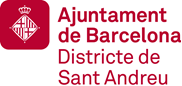 Ajuntament
de Barcelona
Districte de
Sant Andreu